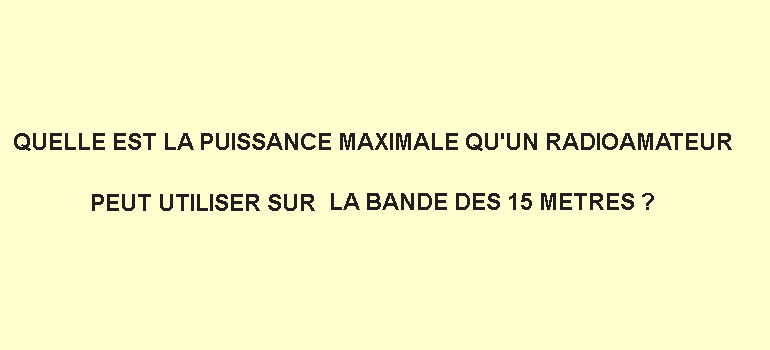 QUELLE EST LA PUISSANCE MAXIMALE QU'UN RADIOAMATEUR
PEUT UTILISER SUR LA BANDE DES 15 METRES ?